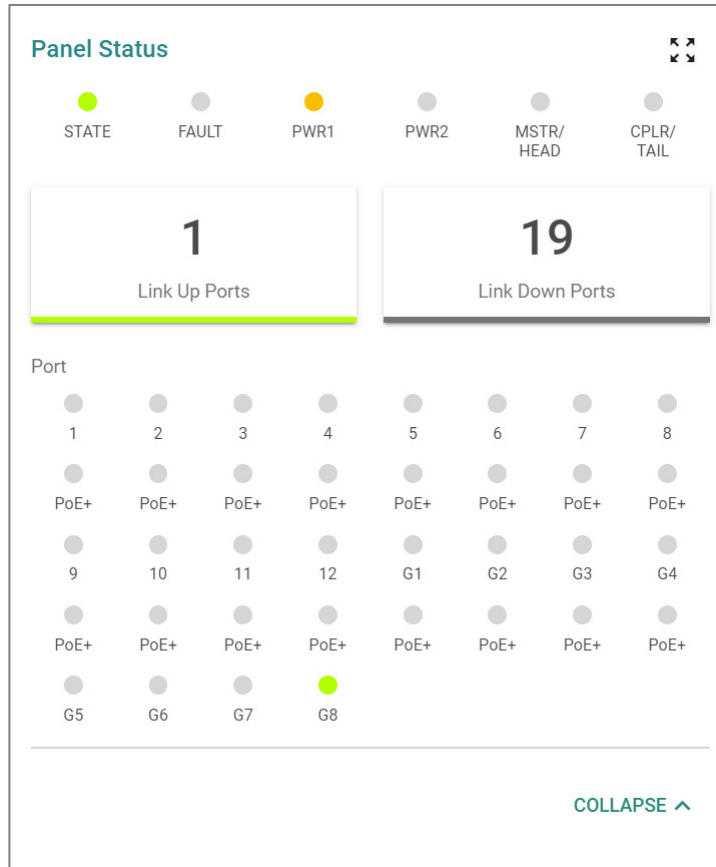 Panel Status
STATE FAULT PWR1 PWR2 MSTR/ CPLR/
HEAD TAIL
1 19
Link Up Ports Link Down Ports
Port
1 2 3 4 5 6 7 8
PoE+ PoE+ PoE+ PoE+ PoE+ PoE+ PoE+ PoE+
9 10 11 12 G1 G2 G3 G4
PoE+ PoE+ PoE+ PoE+ PoE+ PoE+ PoE+ PoE+
G5 G6 G7 G8
COLLAPSE